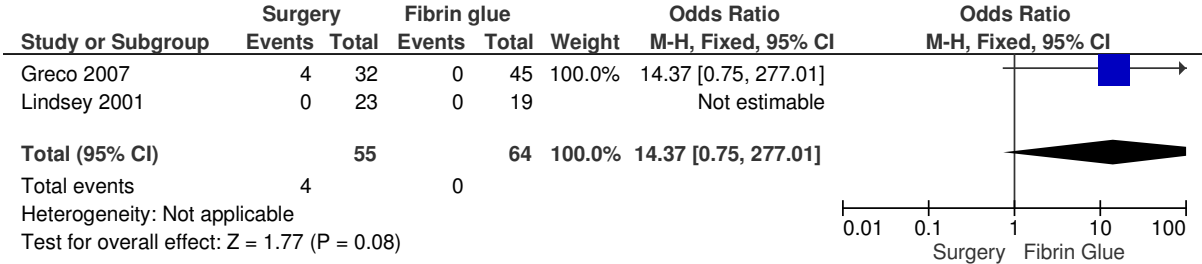 Surgery Fibrin glue Odds Ratio Odds Ratio
Study or Subgroup Events Total Events Total Weight M-H, Fixed, 95% CI M-H, Fixed, 95% CI
Greco 2007 4 32 0 45 100.0% 14.37 [0.75, 277.01]
Lindsey 2001 0 23 0 19 Not estimable
Total (95% CI) 55 64 100.0% 14.37 [0.75, 277.01]
Total events 4 0
Heterogeneity: Not applicable
Test for overall effect: Z = 1.77 (P = 0.08)
0.01 0.1 1 10 100
Surgery Fibrin Glue